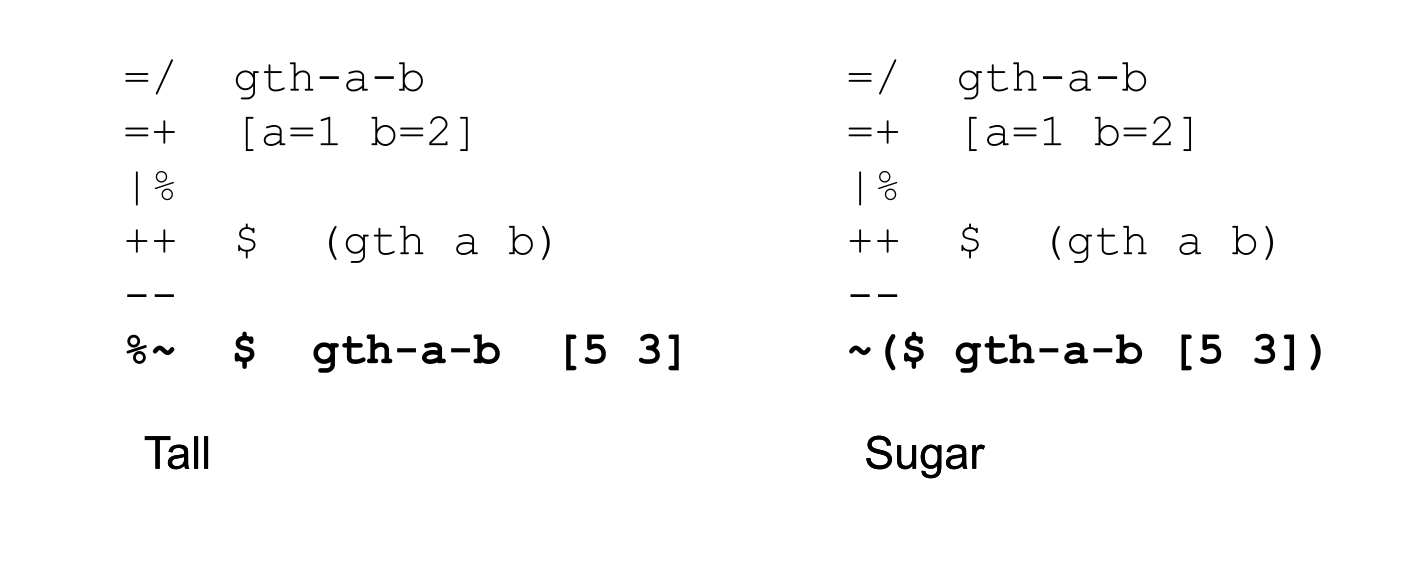 =/  gth-a-b
=+  [a=1 b=2]
|%
++  $  (gth a b)
--
%~  $  gth-a-b  [5 3]
Tall
=/  gth-a-b
=+  [a=1 b=2]
|%
++  $  (gth a b)
--
~($ gth-a-b [5 3])
Sugar